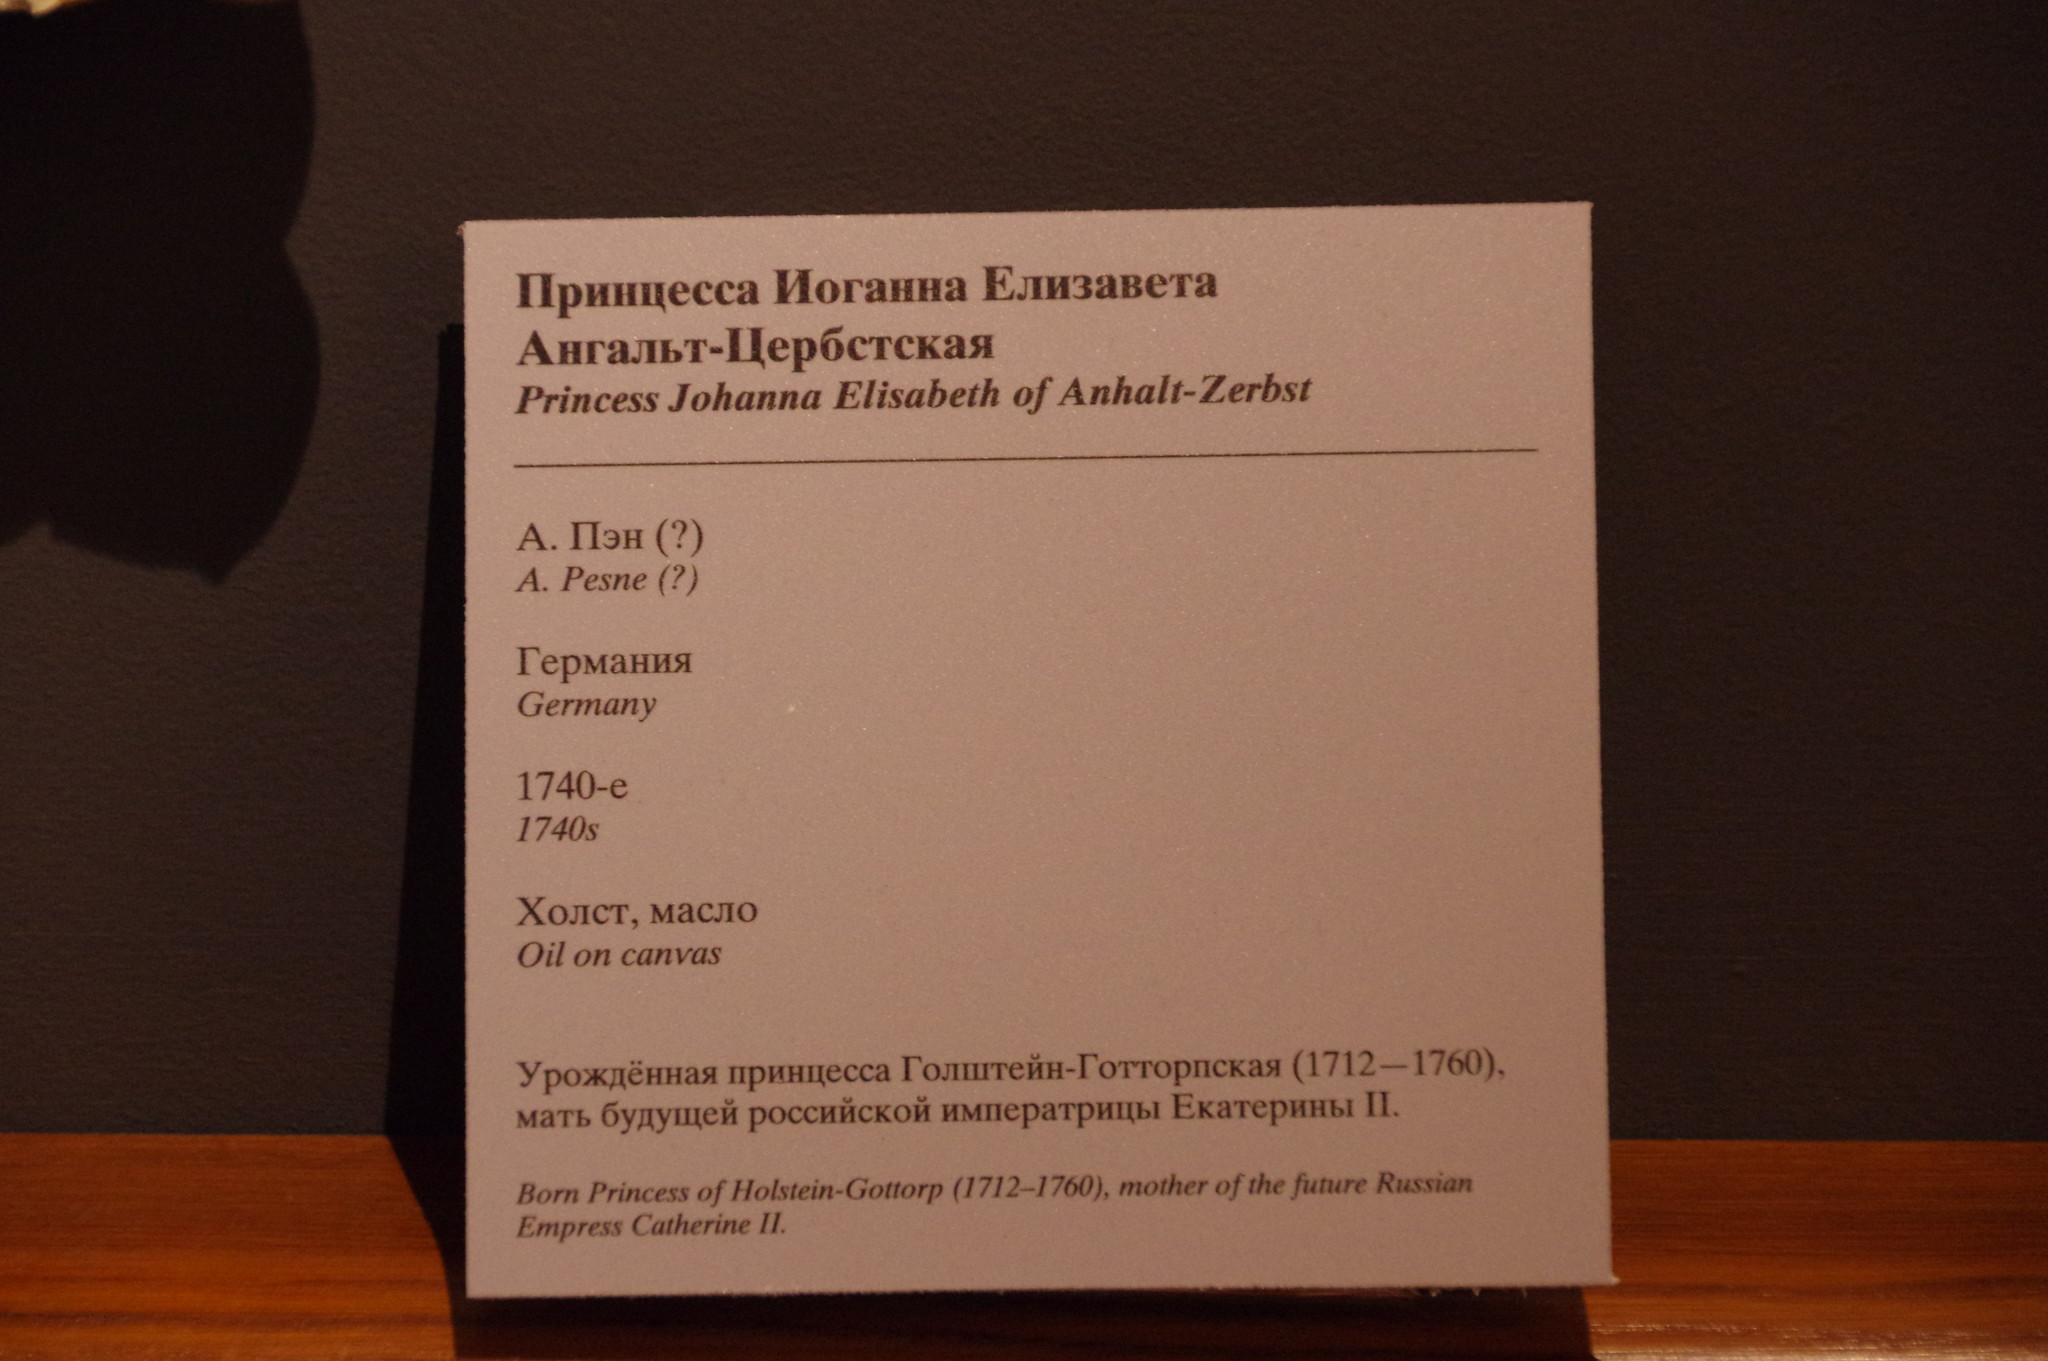 Принцесса Иоганна Елизавета
Ангальт-Цербстская
Princess Johanna Elisabeth of Anhalt-Zerbst
А. Пэн (?)
A. Pesne (?)
Германия
Germany
1740-е
1740s
Холст, масло
Oil on canvas
Урождённая принцесса Голштейн-Готторпская (1712—1760),
мать будущей российской императрицы Екатерины II.
Born Princess of Holstein-Gottorp (1712–1760), mother of the future Russian
Empress Catherine II.